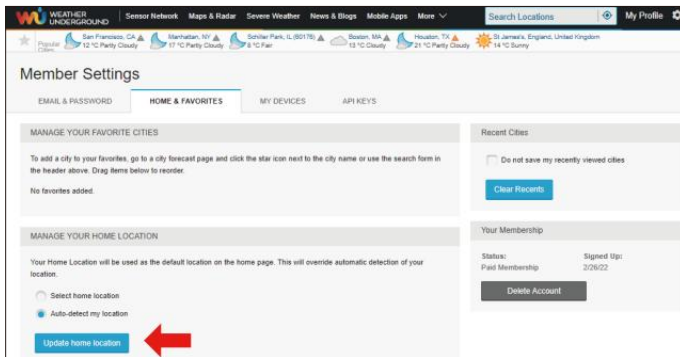 WEATHER UNDERGROUND
Sensor Network Maps & Radar Severe Weather News & Blogs Mobile Apps More
Search Locations
My Profile
Popular Cities
San Francisco, CA
12 °C Partly Cloudy
Manhattan, NY
17 °C Partly Cloudy
Schiller Park, IL (60176)
8 °C Fair
Boston, MA
13 °C Cloudy
Houston, TX
21 °C Partly Cloudy
St James's, England, United Kingdom
14 °C Sunny
Member Settings
EMAIL & PASSWORD
HOME & FAVORITES
MY DEVICES
API KEYS
MANAGE YOUR FAVORITE CITIES
To add a city to your favorites, go to a city forecast page and click the star icon next to the city name or use the search form in
the header above. Drag items below to reorder.
No favorites added.
MANAGE YOUR HOME LOCATION
Your Home Location will be used as the default location on the home page. This will override automatic detection of your
location.
Select home location
Auto-detect my location
Update home location
Recent Cities
Do not save my recently viewed cities
Clear Recents
Your Membership
Status:
Signed Up:
Paid Membership
2/26/22
Delete Account